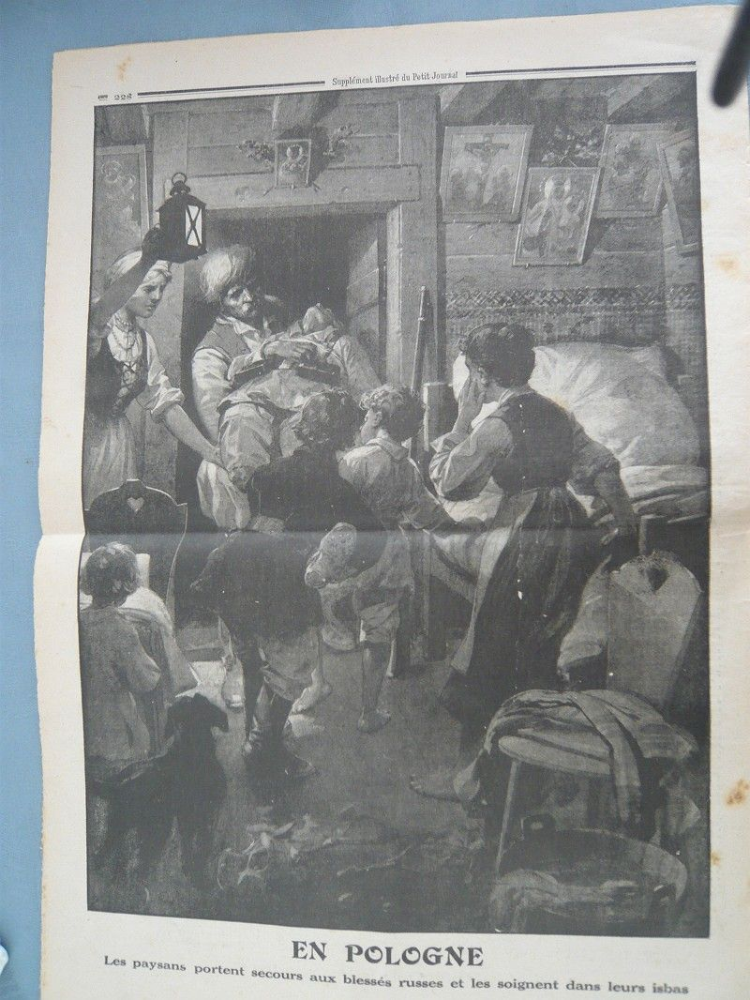 228
Supplément illustré du Petit Journal
EN POLOGNE
Les paysans portent secours aux blessés russes et les soignent dans leurs isbas